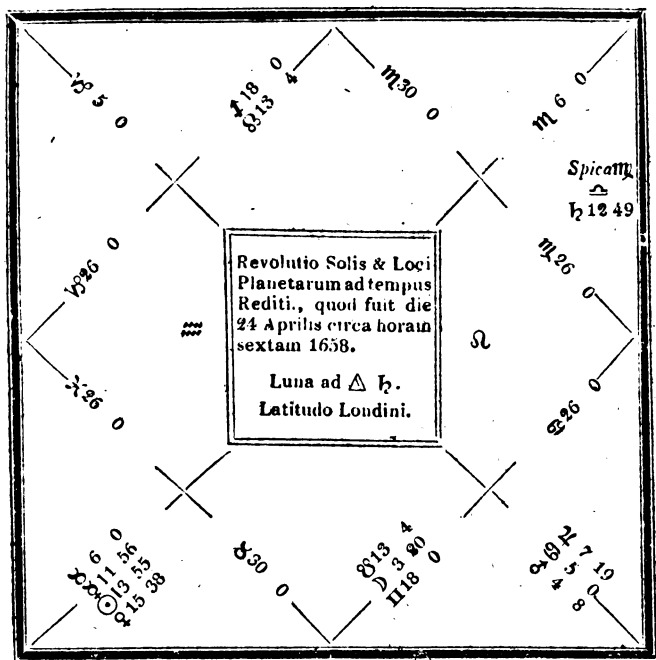 ♑ 5 0
♐ 18 0
☊ 13 4
♏ 30 0
♏ 6 0
Spica ♍
♎
♄ 12 49
♑ 26 0
♍ 26 0
Revolutio Solis & Loci
Planetarum ad tempus
Rediti., quod fuit die
24 Aprilis circa horam
sextam 1658.
Luna ad △ ♄.
Latitudo Londini.
♒
♌
♓ 26 0
♋ 26 0
♉ 6 0
11 56
☉ 13 55
♀ 15 38
♉ 30 0
☋ 13 4
☽ 3 20
♊ 18 0
♃ 7 19
♋ 5 0
♂ 4 8